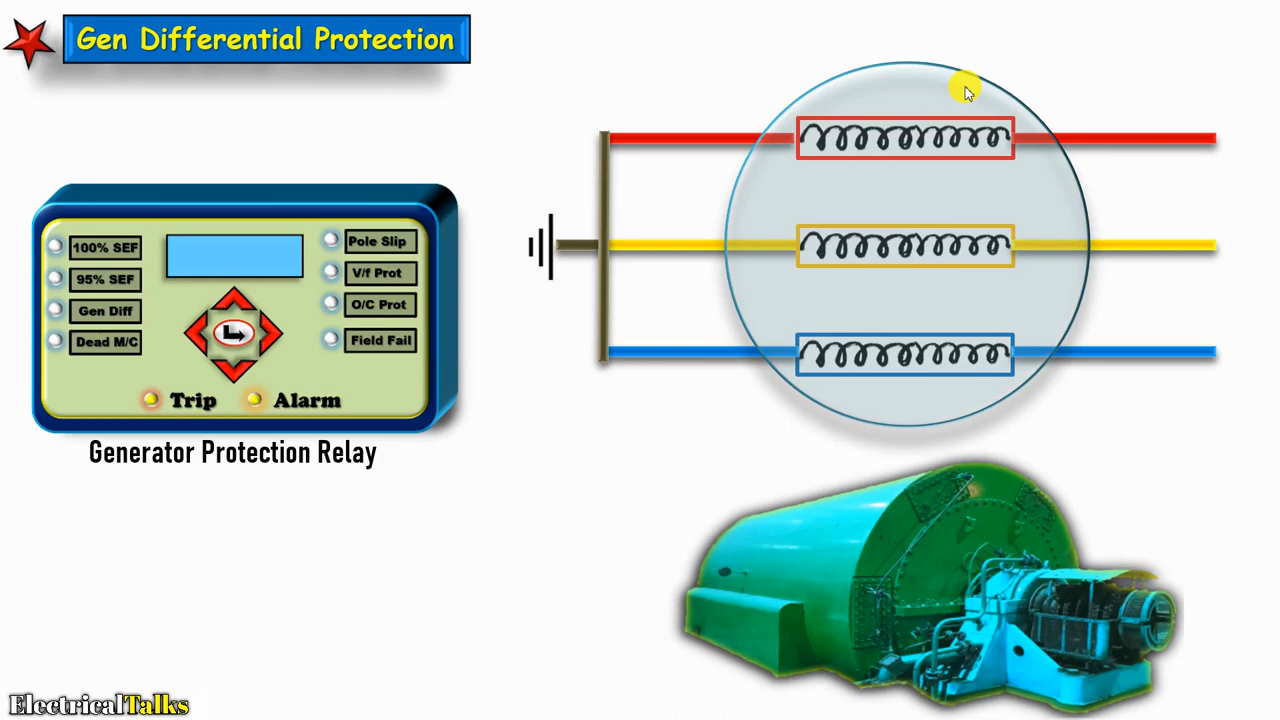 Gen Differential Protection
100% SEF
95% SEF
Gen Diff
Dead M/C
Pole Slip
V/f Prot
O/C Prot
Field Fail
Trip
Alarm
Generator Protection Relay
ElectricalTalks